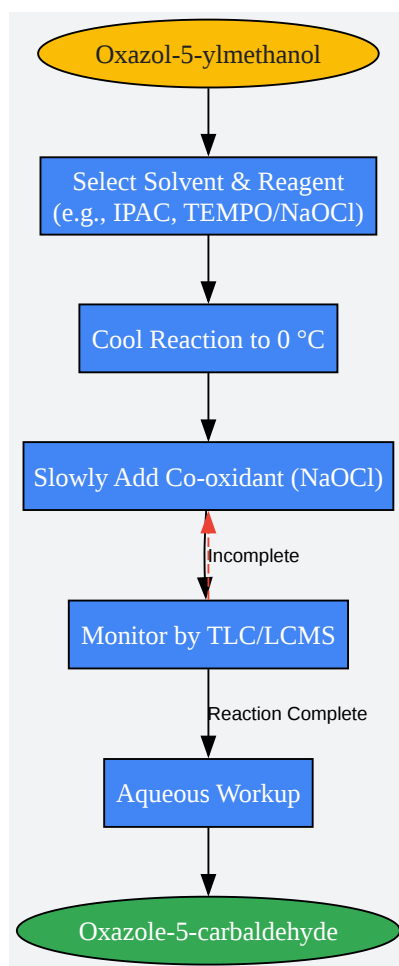 Oxazol-5-ylmethanol
Select Solvent & Reagent
(e.g., IPAC, TEMPO/NaOCl)
Cool Reaction to 0 °C
Slowly Add Co-oxidant (NaOCl)
Incomplete
Monitor by TLC/LCMS
Reaction Complete
Aqueous Workup
Oxazole-5-carbaldehyde